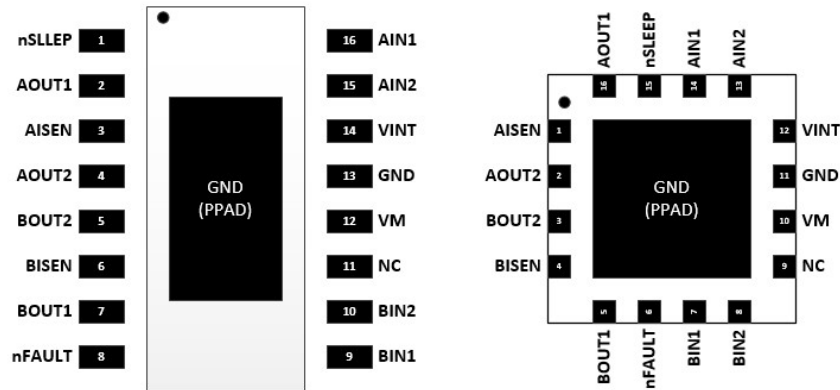 nSLLEP 1
AOUT1 2
AISEN 3
AOUT2 4
BOUT2 5
BISEN 6
BOUT1 7
nFAULT 8
GND
(PPAD)
16 AIN1
15 AIN2
14 VINT
13 GND
12 VM
11 NC
10 BIN2
9 BIN1
AOUT1
nSLEEP
AIN1
AIN2
16 15 14 13
AISEN 1
AOUT2 2
BOUT2 3
BISEN 4
GND
(PPAD)
12 VINT
11 GND
10 VM
9 NC
5 6 7 8
BOUT1
nFAULT
BIN1
BIN2